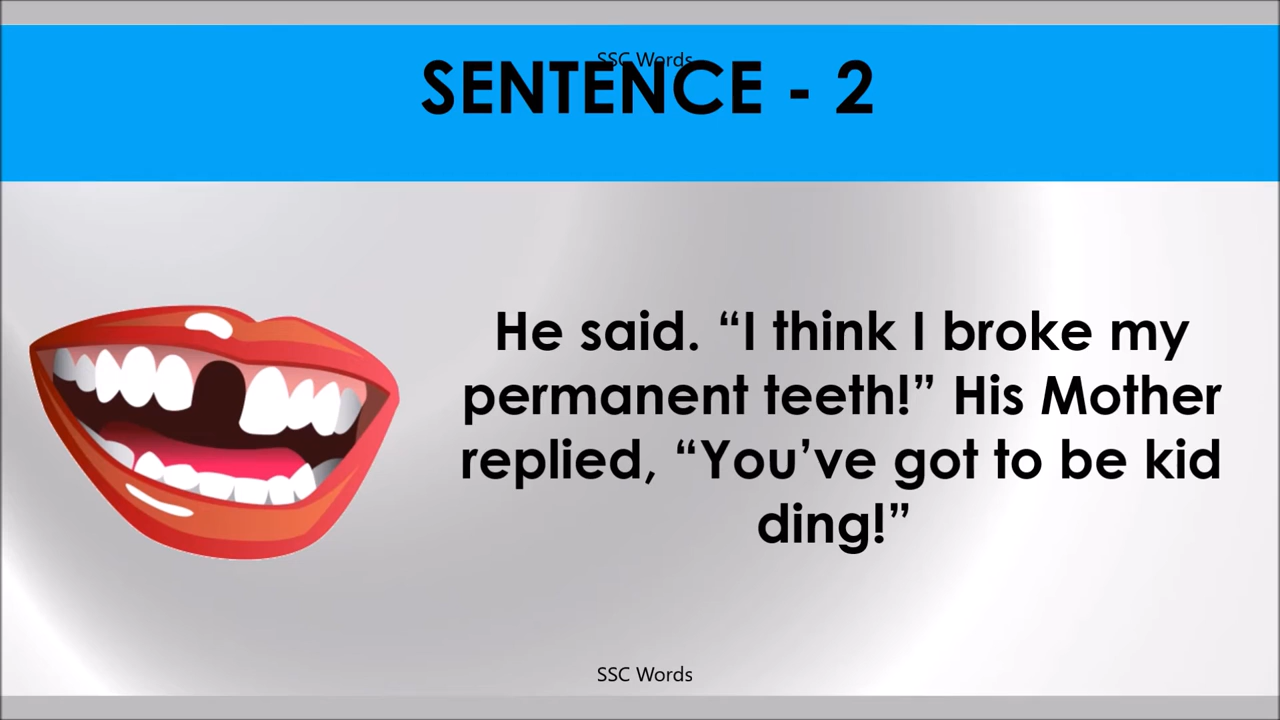 SSC Words
SENTENCE - 2
He said. “I think I broke my
permanent teeth!” His Mother
replied, “You’ve got to be kid
ding!”
SSC Words